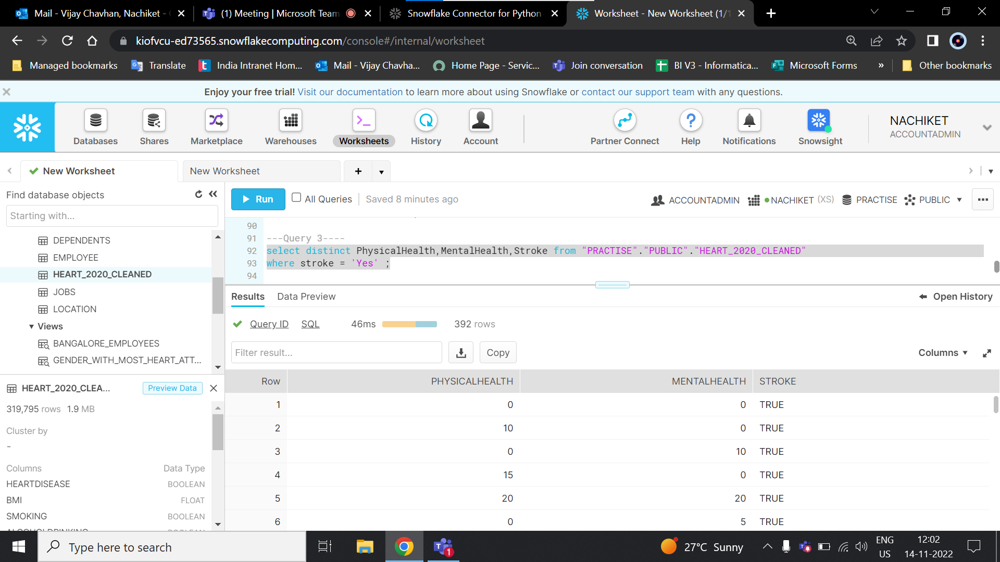 Mail - Vijay Chavhan, Nachiket -
(1) Meeting | Microsoft Team
Snowflake Connector for Python
Worksheet - New Worksheet (1/1
kiofvcu-ed73565.snowflakecomputing.com/console#/internal/worksheet
Managed bookmarks
Translate
India Intranet Hom...
Mail - Vijay Chavha...
Home Page - Servic...
Join conversation
BI V3 - Informatica...
Microsoft Forms
»
Other bookmarks
Enjoy your free trial! Visit our documentation to learn more about using Snowflake or contact our support team with any questions.
Databases
Shares
Marketplace
Warehouses
Worksheets
History
Account
Partner Connect
Help
Notifications
Snowsight
NACHIKET
ACCOUNTADMIN
New Worksheet
New Worksheet
Find database objects
Starting with...
Run
All Queries
Saved 8 minutes ago
ACCOUNTADMIN
NACHIKET (XS)
PRACTISE
PUBLIC
DEPENDENTS
EMPLOYEE
HEART_2020_CLEANED
JOBS
LOCATION
Views
BANGALORE_EMPLOYEES
GENDER_WITH_MOST_HEART_ATT...
90
91 ---Query 3----
92 select distinct PhysicalHealth,MentalHealth,Stroke from "PRACTISE"."PUBLIC"."HEART_2020_CLEANED"
93 where stroke = 'Yes' ;
94
Results
Data Preview
Open History
Query ID
SQL
46ms
392 rows
Filter result...
Copy
Columns
Row PHYSICALHEALTH MENTALHEALTH STROKE
1 0 0 TRUE
2 10 0 TRUE
3 0 10 TRUE
4 15 0 TRUE
5 20 20 TRUE
6 0 5 TRUE
HEART_2020_CLEA...
Preview Data
319,795 rows 1.9 MB
Cluster by
-
Columns Data Type
HEARTDISEASE BOOLEAN
BMI FLOAT
SMOKING BOOLEAN
Type here to search
1
27°C Sunny
ENG
US
12:02
14-11-2022